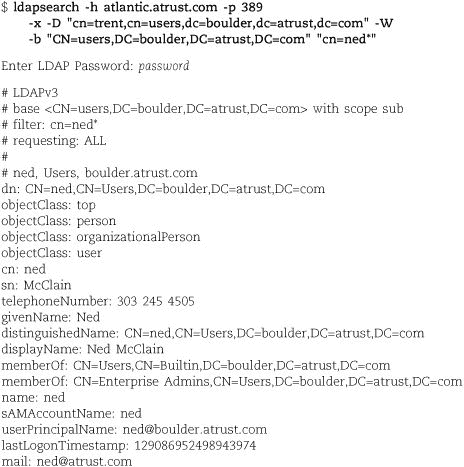 $ ldapsearch -h atlantic.atrust.com -p 389
-x -D "cn=trent,cn=users,dc=boulder,dc=atrust,dc=com" -W
-b "CN=users,DC=boulder,DC=atrust,DC=com" "cn=ned*"
Enter LDAP Password: password
# LDAPv3
# base <CN=users,DC=boulder,DC=atrust,DC=com> with scope sub
# filter: cn=ned*
# requesting: ALL
#
# ned, Users, boulder.atrust.com
dn: CN=ned,CN=Users,DC=boulder,DC=atrust,DC=com
objectClass: top
objectClass: person
objectClass: organizationalPerson
objectClass: user
cn: ned
sn: McClain
telephoneNumber: 303 245 4505
givenName: Ned
distinguishedName: CN=ned,CN=Users,DC=boulder,DC=atrust,DC=com
displayName: Ned McClain
memberOf: CN=Users,CN=Builtin,DC=boulder,DC=atrust,DC=com
memberOf: CN=Enterprise Admins,CN=Users,DC=boulder,DC=atrust,DC=com
name: ned
sAMAccountName: ned
userPrincipalName: ned@boulder.atrust.com
lastLogonTimestamp: 129086952498943974
mail: ned@atrust.com